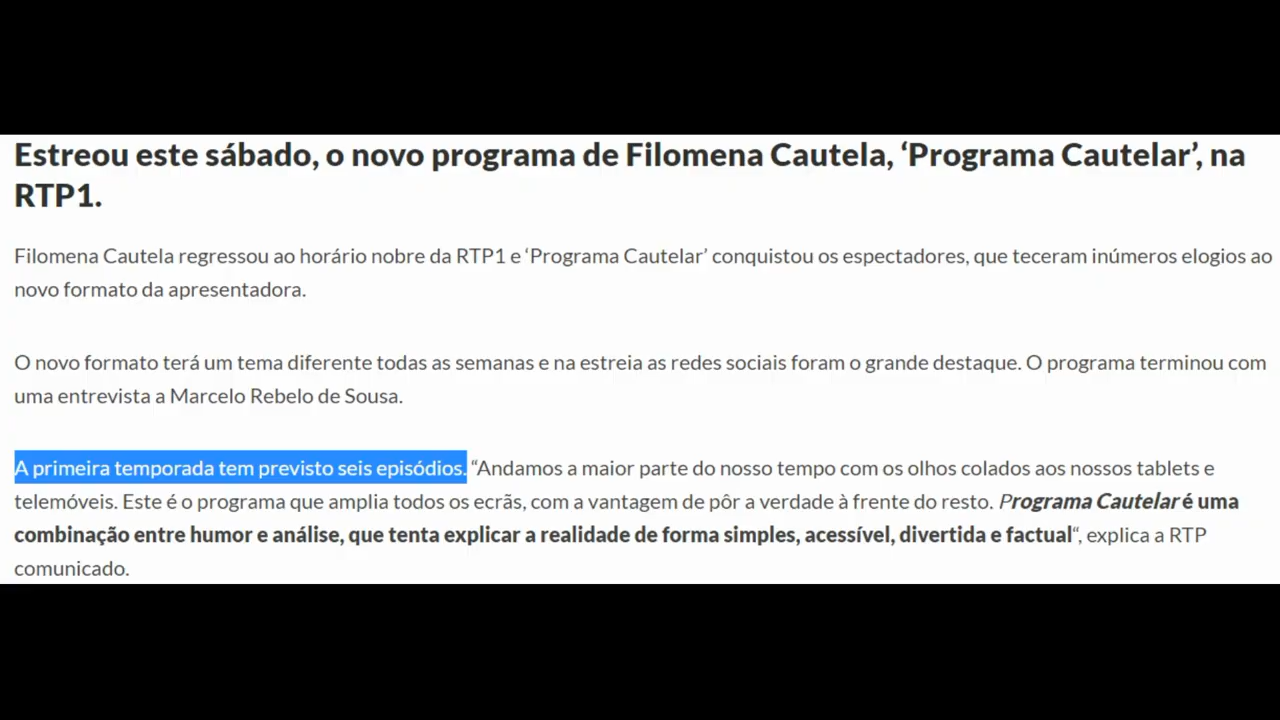 Estreou este sábado, o novo programa de Filomena Cautela, ‘Programa Cautelar’, na
RTP1.
Filomena Cautela regressou ao horário nobre da RTP1 e ‘Programa Cautelar’ conquistou os espectadores, que teceram inúmeros elogios ao
novo formato da apresentadora.
O novo formato terá um tema diferente todas as semanas e na estreia as redes sociais foram o grande destaque. O programa terminou com
uma entrevista a Marcelo Rebelo de Sousa.
A primeira temporada tem previsto seis episódios. “Andamos a maior parte do nosso tempo com os olhos colados aos nossos tablets e
telemóveis. Este é o programa que amplia todos os ecrãs, com a vantagem de pôr a verdade à frente do resto. Programa Cautelar é uma
combinação entre humor e análise, que tenta explicar a realidade de forma simples, acessível, divertida e factual“, explica a RTP
comunicado.